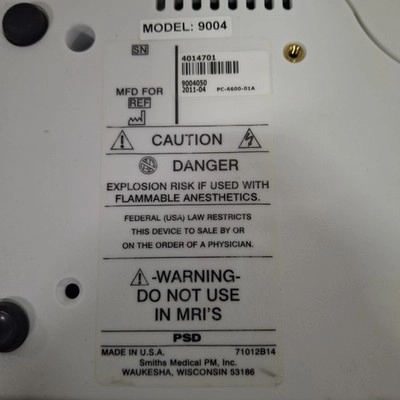 MODEL: 9004
SN
4014701
9004050
2011-04 PC-6600-01A
MFD FOR
REF
CAUTION
DANGER
EXPLOSION RISK IF USED WITH
FLAMMABLE ANESTHETICS.
FEDERAL (USA) LAW RESTRICTS
THIS DEVICE TO SALE BY OR
ON THE ORDER OF A PHYSICIAN.
-WARNING-
DO NOT USE
IN MRI'S
PSD
MADE IN U.S.A. 71012B14
Smiths Medical PM, Inc.
WAUKESHA, WISCONSIN 53186